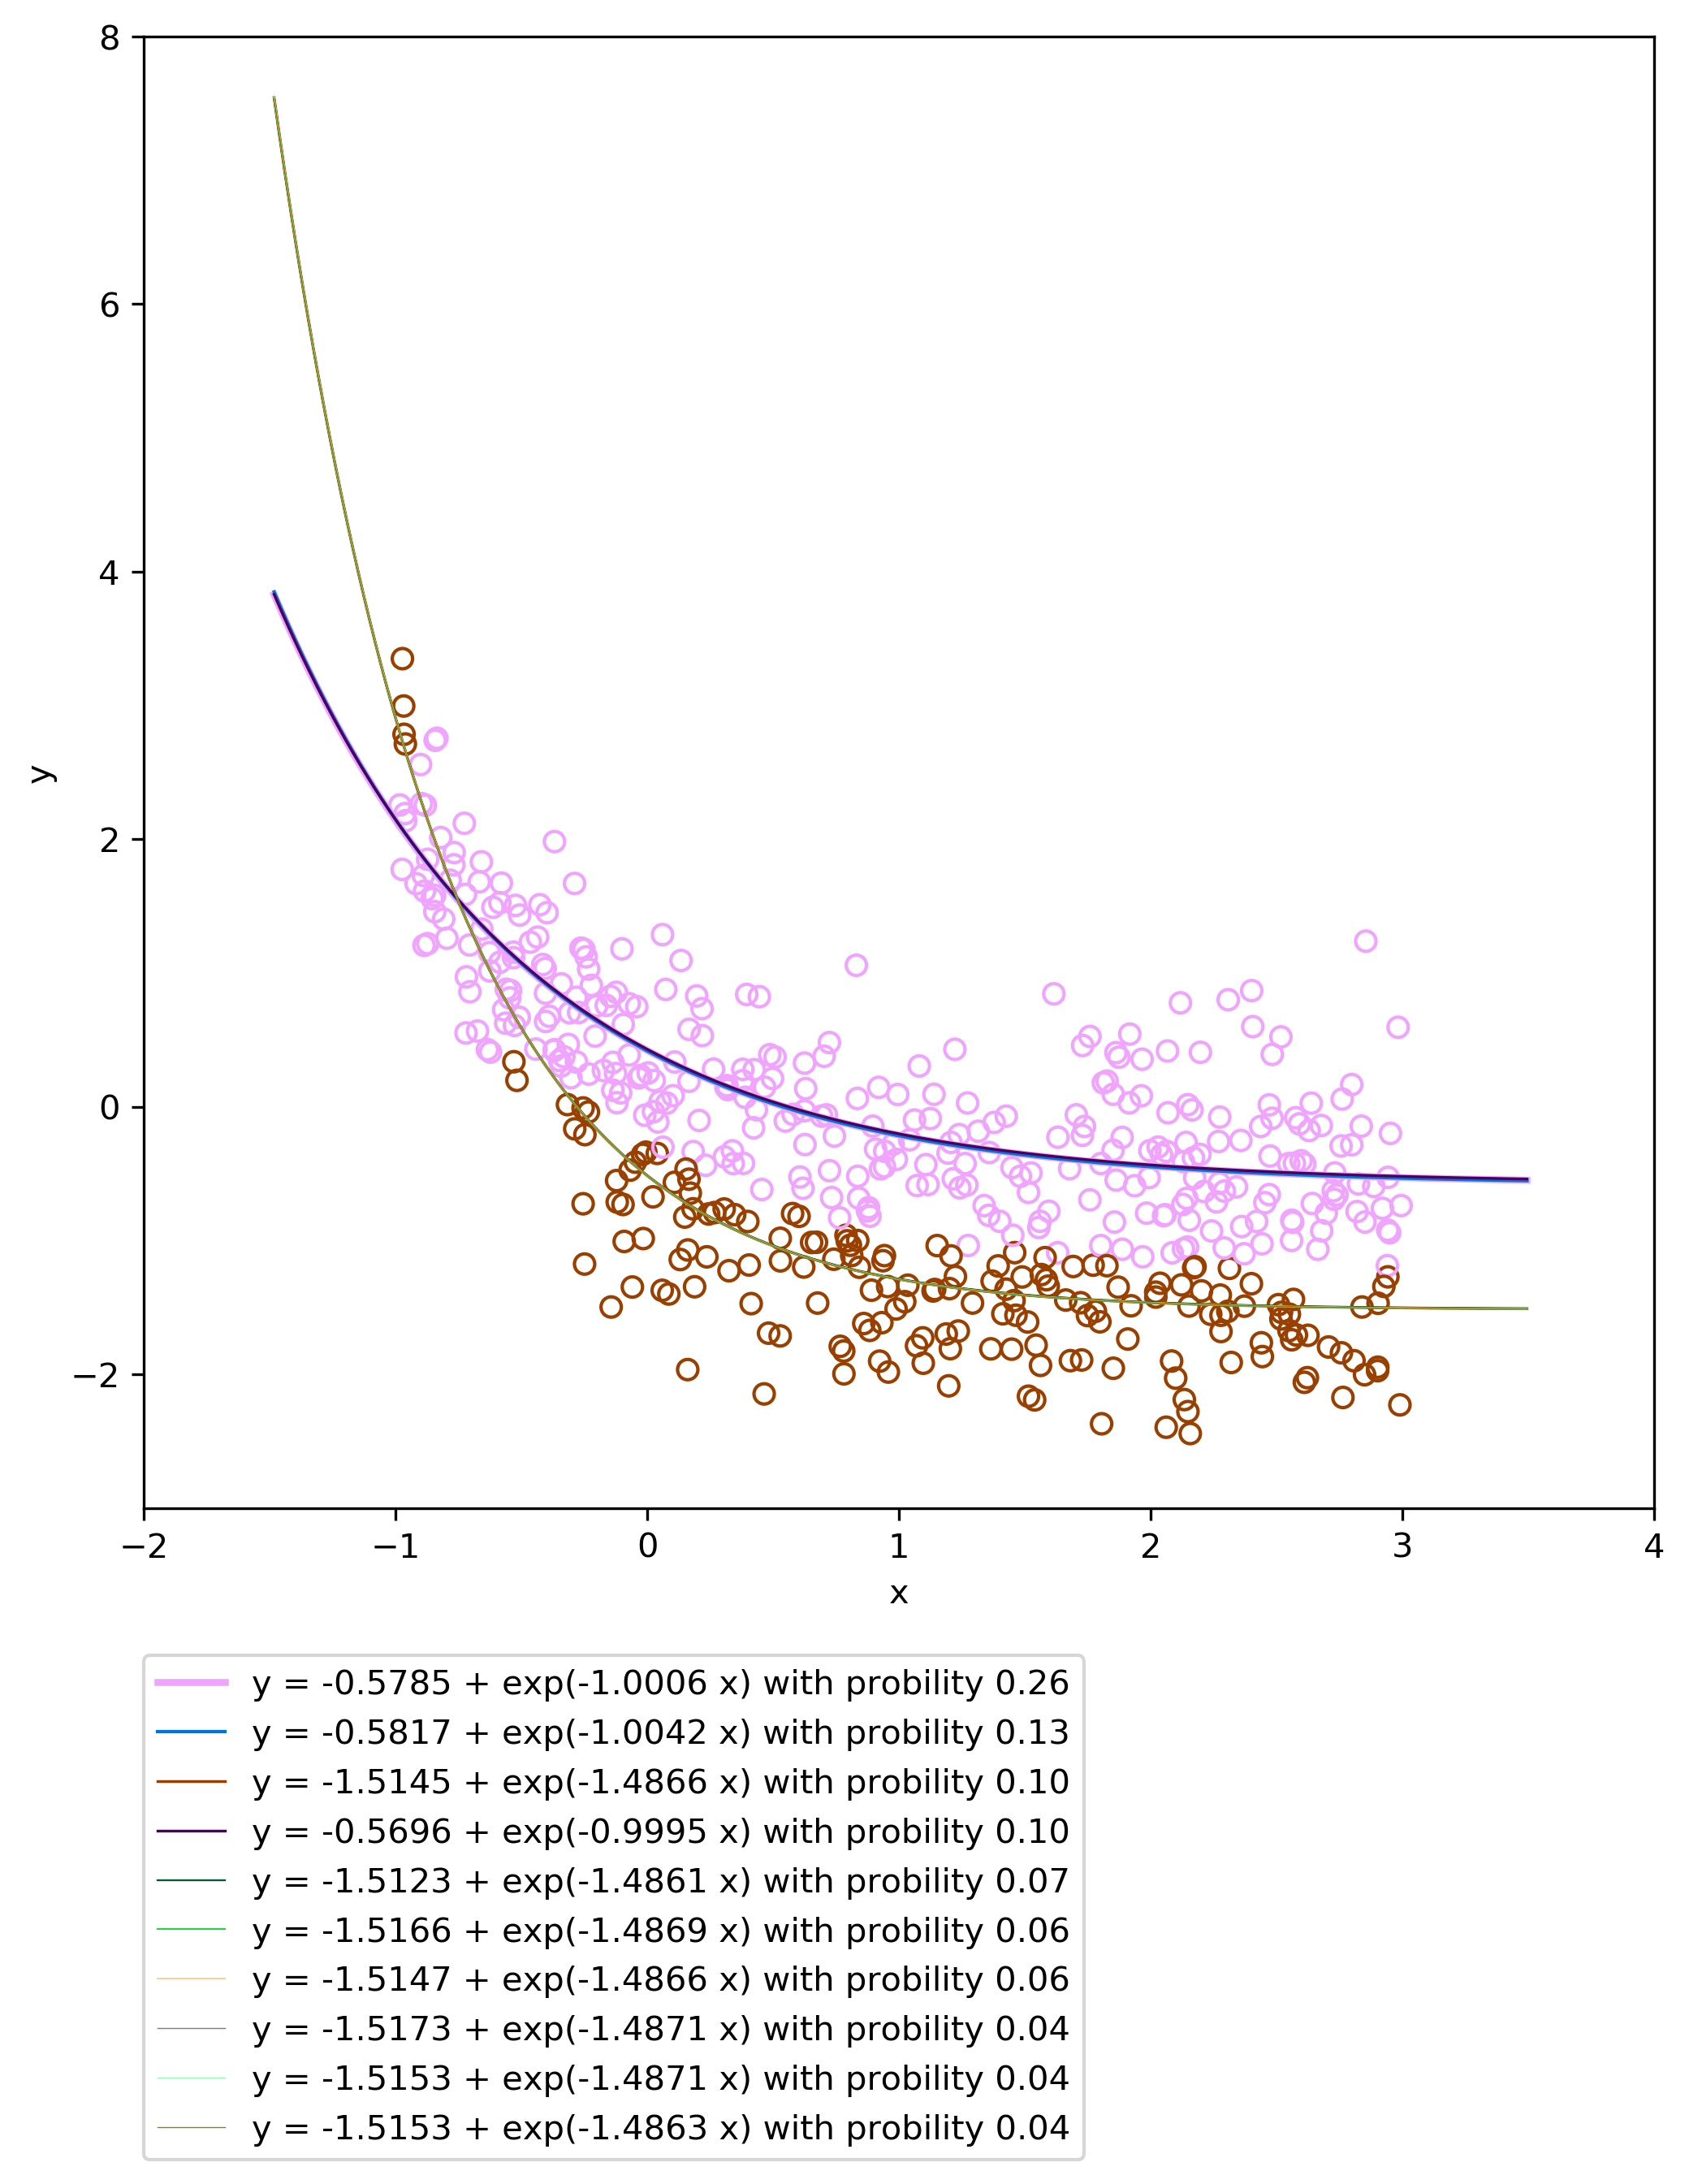 8
6
4
2
0
−2
y
−2 −1 0 1 2 3 4
x
y = -0.5785 + exp(-1.0006 x) with probility 0.26
y = -0.5817 + exp(-1.0042 x) with probility 0.13
y = -1.5145 + exp(-1.4866 x) with probility 0.10
y = -0.5696 + exp(-0.9995 x) with probility 0.10
y = -1.5123 + exp(-1.4861 x) with probility 0.07
y = -1.5166 + exp(-1.4869 x) with probility 0.06
y = -1.5147 + exp(-1.4866 x) with probility 0.06
y = -1.5173 + exp(-1.4871 x) with probility 0.04
y = -1.5153 + exp(-1.4871 x) with probility 0.04
y = -1.5153 + exp(-1.4863 x) with probility 0.04